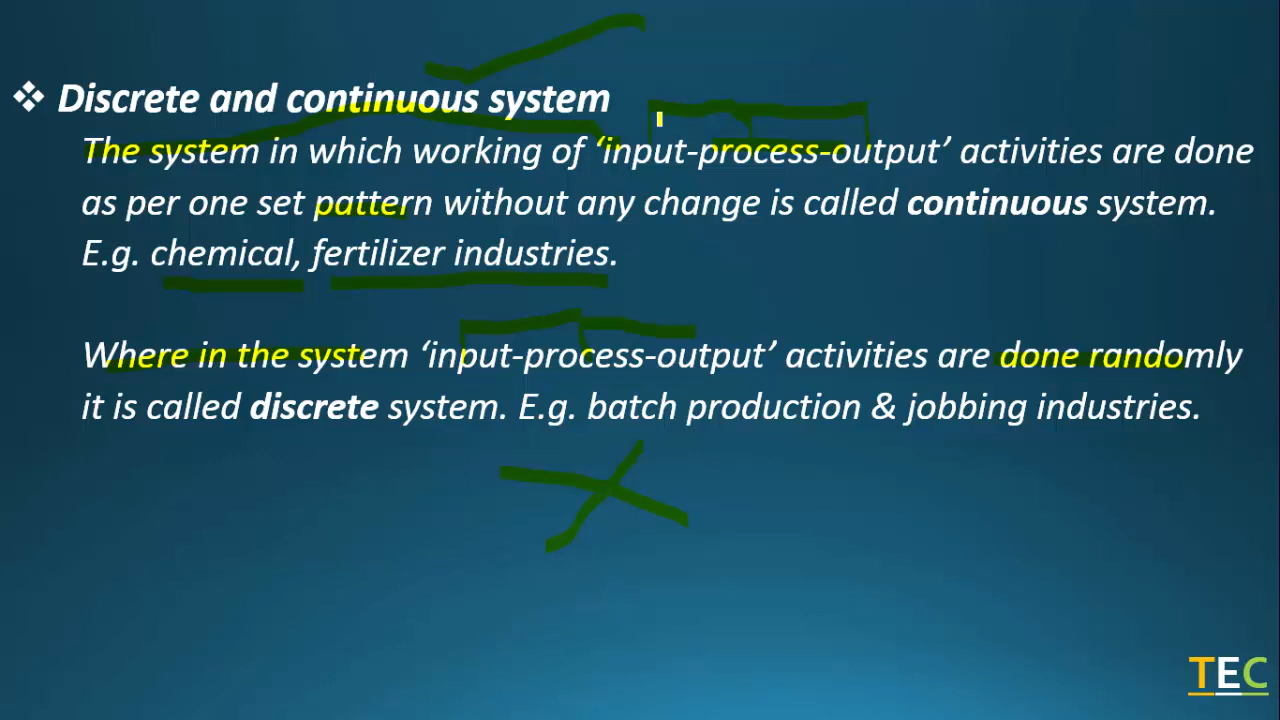 ❖ Discrete and continuous system
The system in which working of ‘input-process-output’ activities are done
as per one set pattern without any change is called continuous system.
E.g. chemical, fertilizer industries.
Where in the system ‘input-process-output’ activities are done randomly
it is called discrete system. E.g. batch production & jobbing industries.
TEC